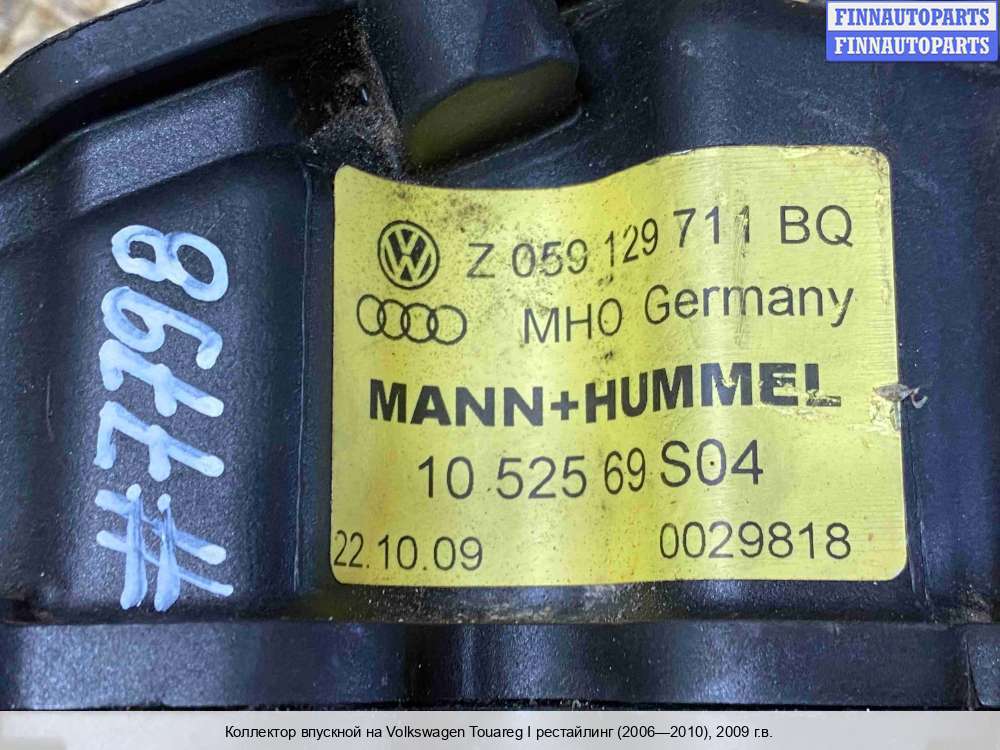 FINNAUTOPARTS
FINNAUTOPARTS
#7798
Z 059 129 711 BQ
MHO Germany
MANN+HUMMEL
10 525 69 S04
22.10.09 0029818
Коллектор впускной на Volkswagen Touareg I рестайлинг (2006—2010), 2009 г.в.